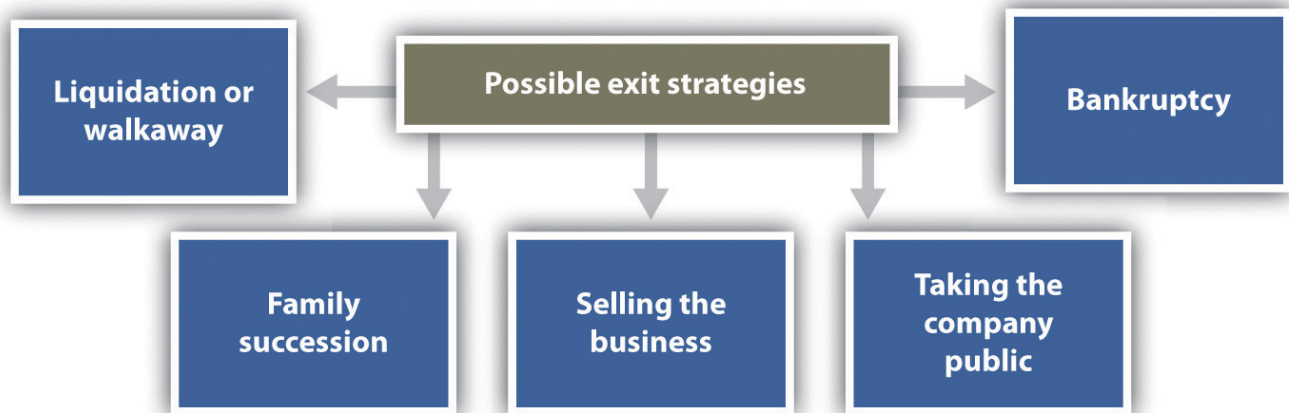 Possible exit strategies
Liquidation or
walkaway
Bankruptcy
Family
succession
Selling the
business
Taking the
company
public